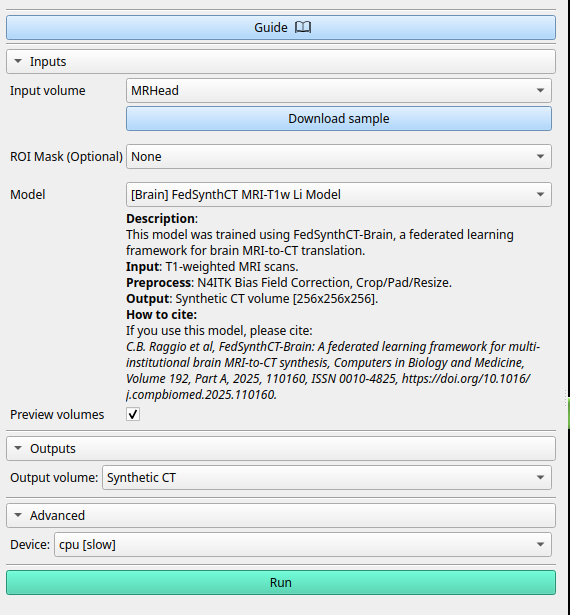 Guide
Inputs
Input volume
MRHead
Download sample
ROI Mask (Optional)
None
Model
[Brain] FedSynthCT MRI-T1w Li Model
Description:
This model was trained using FedSynthCT-Brain, a federated learning
framework for brain MRI-to-CT translation.
Input: T1-weighted MRI scans.
Preprocess: N4ITK Bias Field Correction, Crop/Pad/Resize.
Output: Synthetic CT volume [256x256x256].
How to cite:
If you use this model, please cite:
C.B. Raggio et al, FedSynthCT-Brain: A federated learning framework for multi-
institutional brain MRI-to-CT synthesis, Computers in Biology and Medicine,
Volume 192, Part A, 2025, 110160, ISSN 0010-4825, https://doi.org/10.1016/
j.compbiomed.2025.110160.
Preview volumes
Outputs
Output volume:
Synthetic CT
Advanced
Device:
cpu [slow]
Run